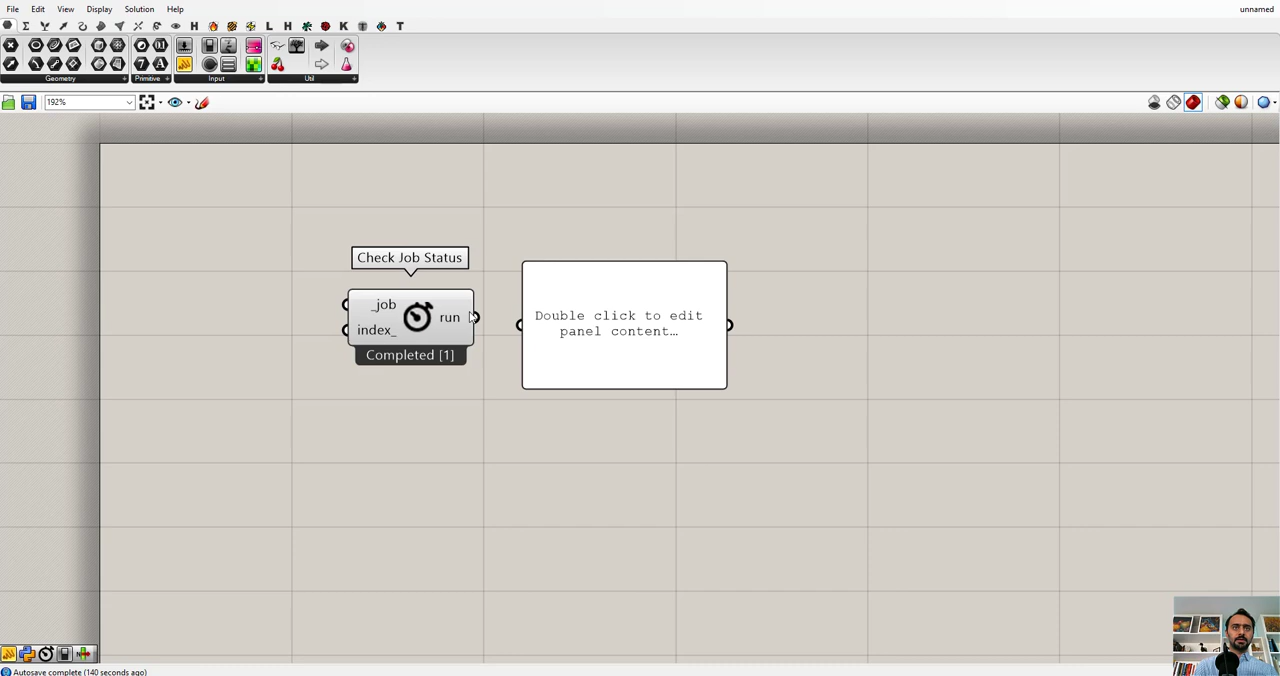 File Edit View Display Solution Help unnamed
L H K T
Geometry Primitive Input Util
192%
Check Job Status
_job
run
index_
Completed [1]
Double click to edit
panel content…
Autosave complete (140 seconds ago)